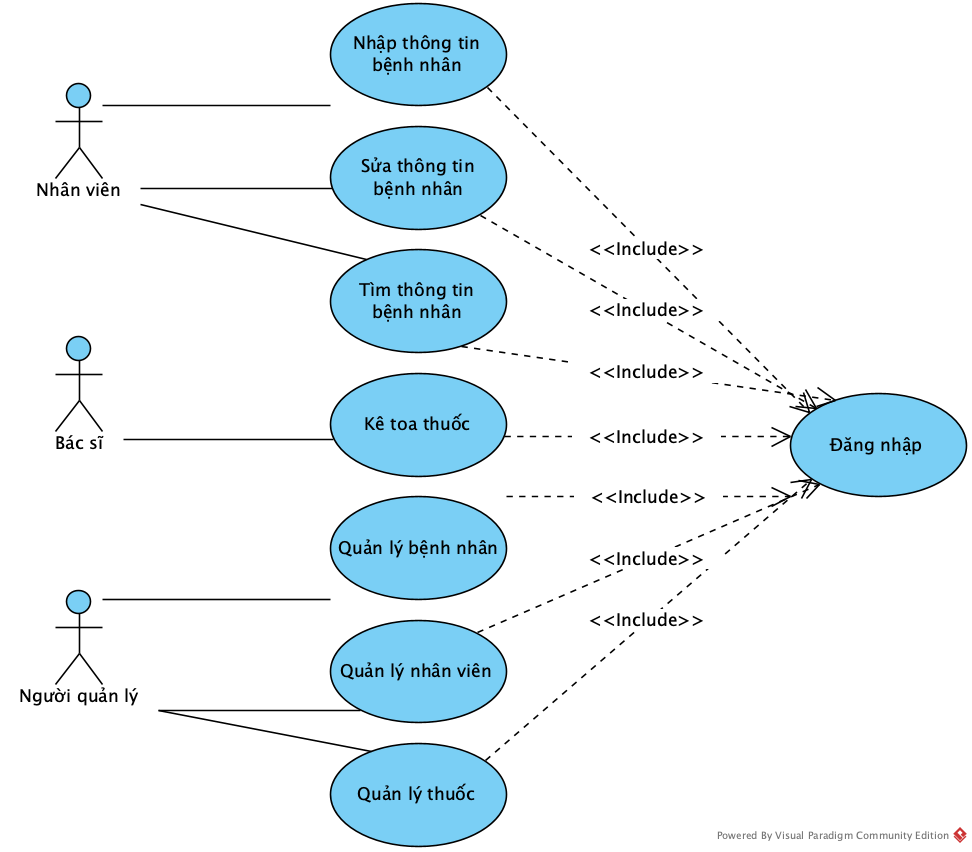 Nhập thông tin
bệnh nhân
Nhân viên
Sửa thông tin
bệnh nhân
<<Include>>
Tìm thông tin
bệnh nhân
<<Include>>
<<Include>>
Bác sĩ
Kê toa thuốc
<<Include>>
Đăng nhập
<<Include>>
Quản lý bệnh nhân
<<Include>>
<<Include>>
Người quản lý
Quản lý nhân viên
Quản lý thuốc
Powered By Visual Paradigm Community Edition